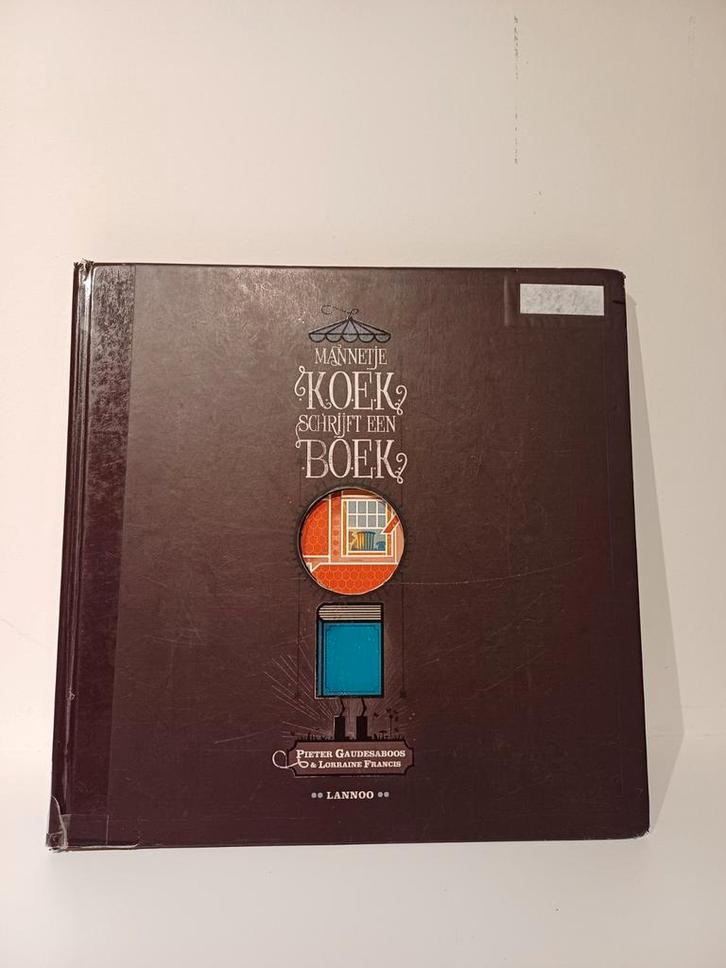 MANNETJE
KOEK
SCHRIJFT EEN
BOEK
PIETER GAUDESABOOS
& LORRAINE FRANCIS
LANNOO